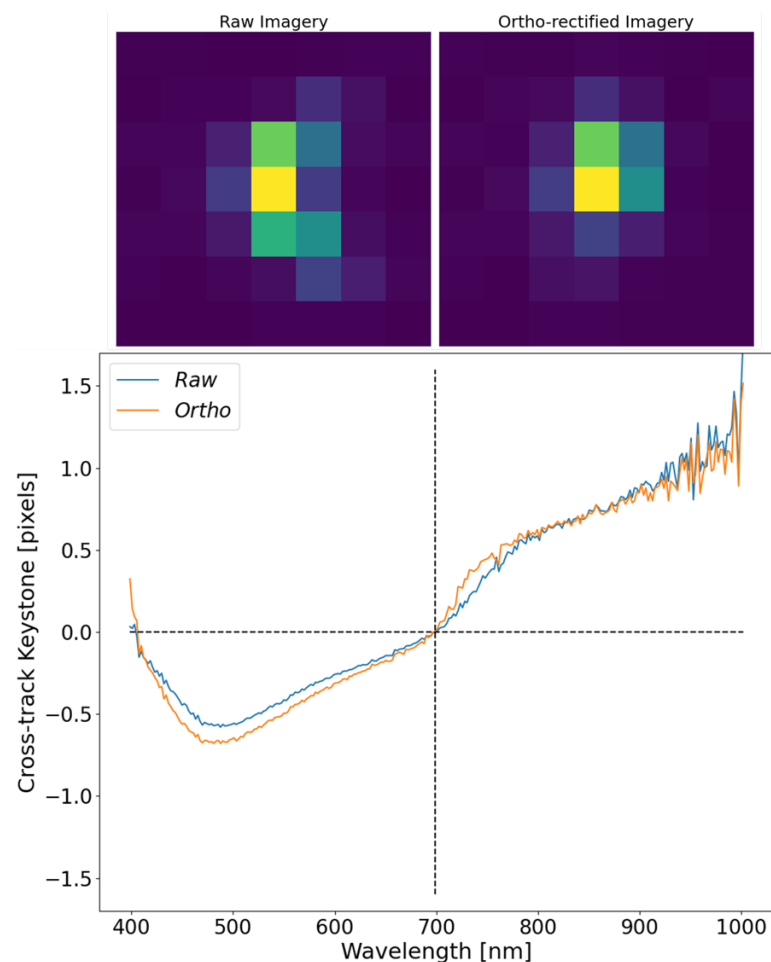 Raw Imagery
Ortho-rectified Imagery
Raw
Ortho
Cross-track Keystone [pixels]
1.5
1.0
0.5
0.0
−0.5
−1.0
−1.5
400 500 600 700 800 900 1000
Wavelength [nm]